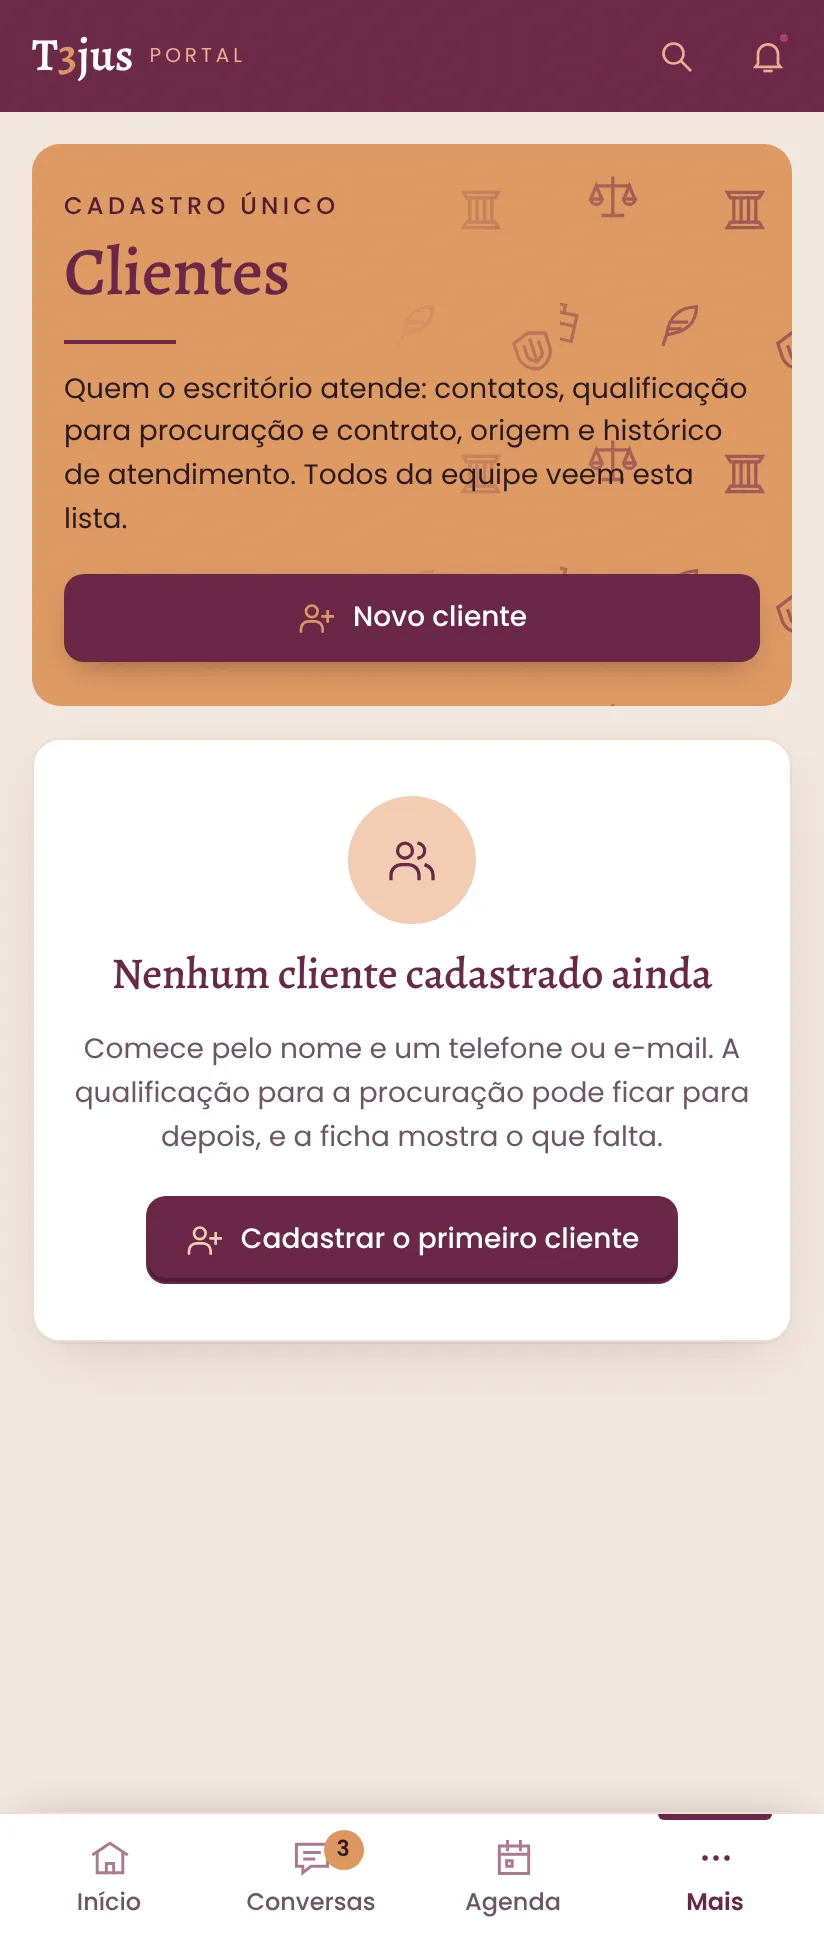 T3jus PORTAL
CADASTRO ÚNICO
Clientes
Quem o escritório atende: contatos, qualificação
para procuração e contrato, origem e histórico
de atendimento. Todos da equipe veem esta
lista.
Novo cliente
Nenhum cliente cadastrado ainda
Comece pelo nome e um telefone ou e-mail. A
qualificação para a procuração pode ficar para
depois, e a ficha mostra o que falta.
Cadastrar o primeiro cliente
3
Início Conversas Agenda Mais